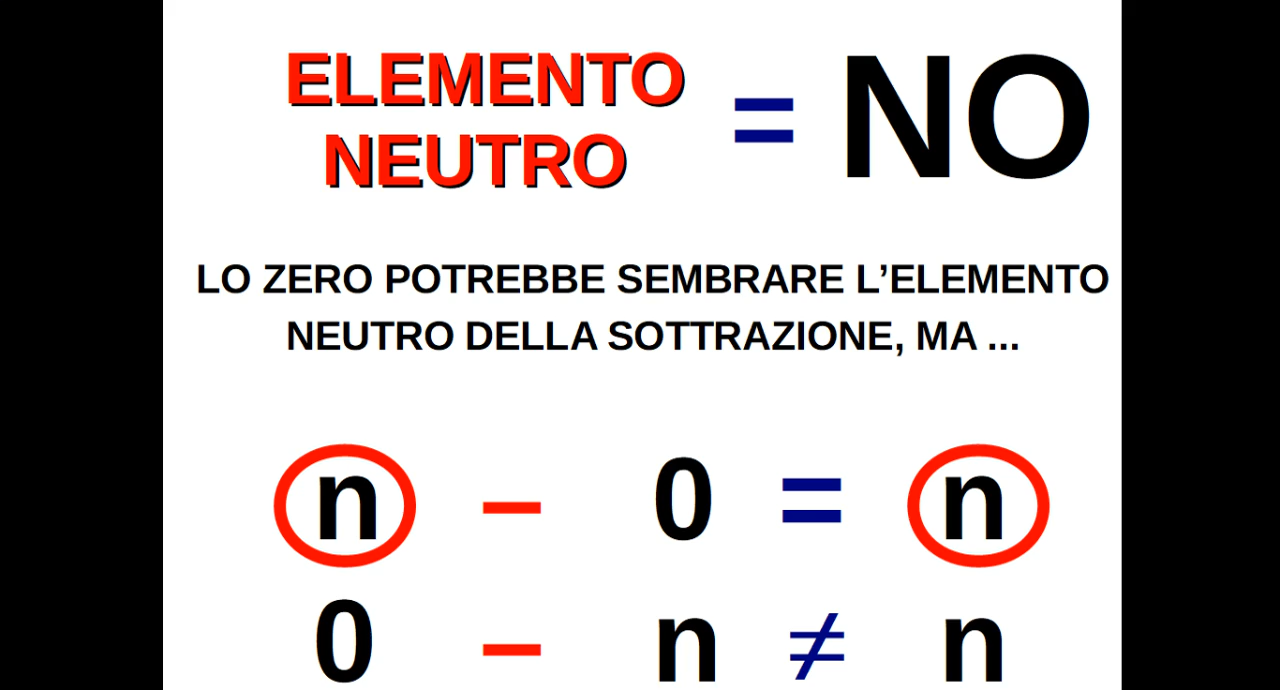 ELEMENTO
NEUTRO
= NO
LO ZERO POTREBBE SEMBRARE L’ELEMENTO
NEUTRO DELLA SOTTRAZIONE, MA ...
n – 0 = n
0 – n ≠ n